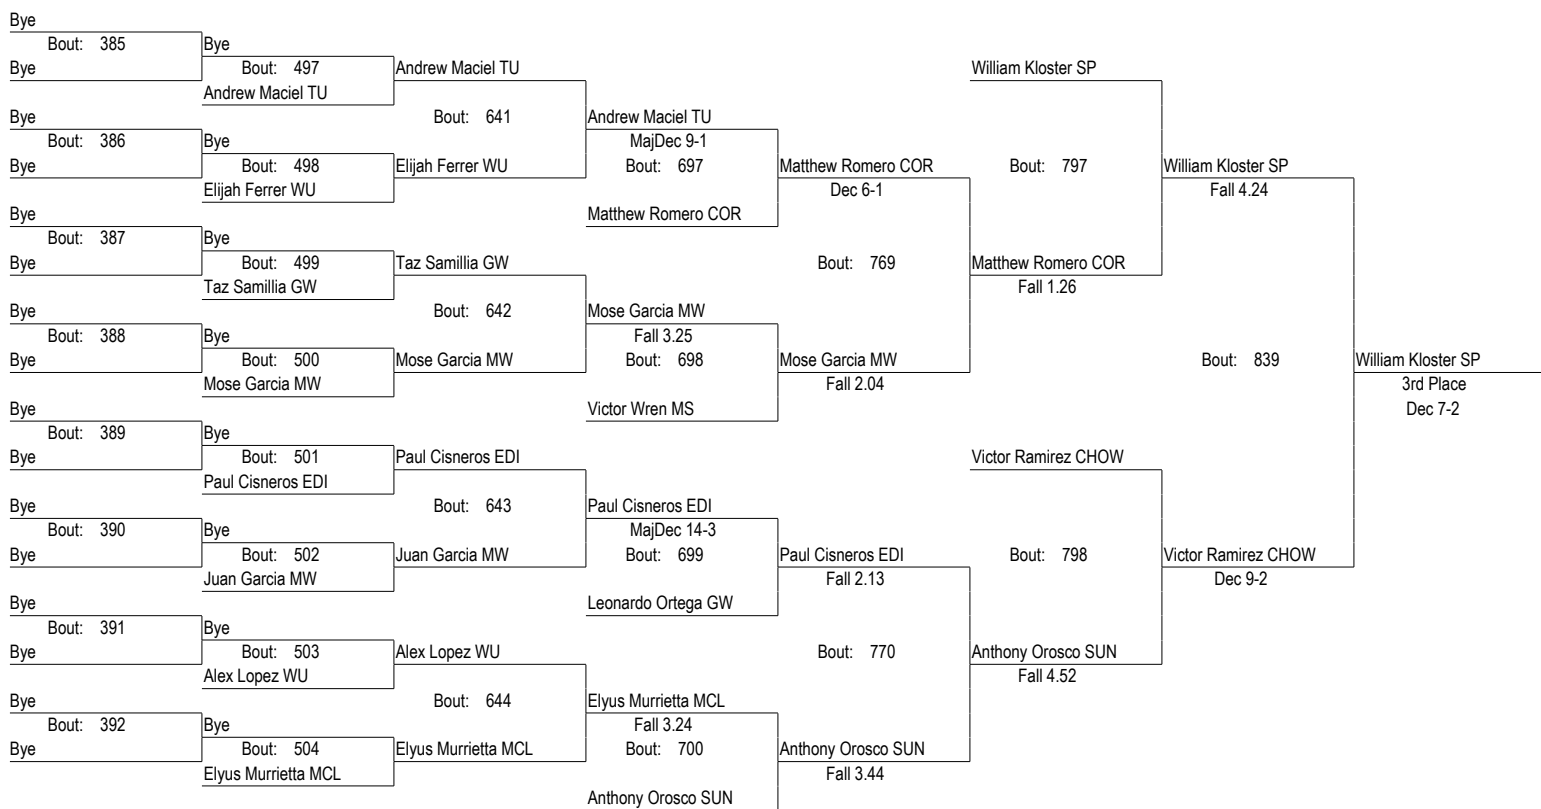 Bye
Bout: 385
Bye
Bye
Bout: 497
Andrew Maciel TU
Andrew Maciel TU
Bye
Bout: 386
Bye
Bye
Bout: 498
Elijah Ferrer WU
Elijah Ferrer WU
Bout: 641
Andrew Maciel TU
MajDec 9-1
Bout: 697
Matthew Romero COR
Matthew Romero COR
Dec 6-1
Bye
Bout: 387
Bye
Bye
Bout: 499
Taz Samillia GW
Taz Samillia GW
Bye
Bout: 388
Bye
Bye
Bout: 500
Mose Garcia MW
Mose Garcia MW
Bout: 642
Mose Garcia MW
Fall 3.25
Bout: 698
Victor Wren MS
Mose Garcia MW
Fall 2.04
Bout: 769
Matthew Romero COR
Fall 1.26
William Kloster SP
Bout: 797
William Kloster SP
Fall 4.24
Bye
Bout: 389
Bye
Bye
Bout: 501
Paul Cisneros EDI
Paul Cisneros EDI
Bye
Bout: 390
Bye
Bye
Bout: 502
Juan Garcia MW
Juan Garcia MW
Bout: 643
Paul Cisneros EDI
MajDec 14-3
Bout: 699
Leonardo Ortega GW
Paul Cisneros EDI
Fall 2.13
Bye
Bout: 391
Bye
Bye
Bout: 503
Alex Lopez WU
Alex Lopez WU
Bye
Bout: 392
Bye
Bye
Bout: 504
Elyus Murrietta MCL
Elyus Murrietta MCL
Bout: 644
Elyus Murrietta MCL
Fall 3.24
Bout: 700
Anthony Orosco SUN
Anthony Orosco SUN
Fall 3.44
Bout: 770
Anthony Orosco SUN
Fall 4.52
Victor Ramirez CHOW
Bout: 798
Victor Ramirez CHOW
Dec 9-2
Bout: 839
William Kloster SP
3rd Place
Dec 7-2